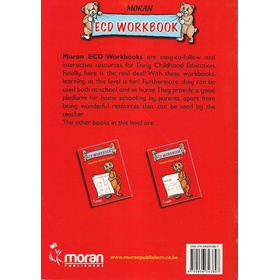 MORAN
ECD WORKBOOK
Moran ECD Workbooks are easy-to-follow and
interactive resources for Early Childhood Education.
Finally, here is the real deal! With these workbooks,
learning at this level is fun! Furthermore, they can be
used both at school and at home. They provide a good
platform for home schooling by parents, apart from
being wonderful resources that can be used by the
teacher.
The other books in this level are:
ECD WORKBOOK
ECD WORKBOOK
moran
PUBLISHERS
www.moranpublishers.co.ke